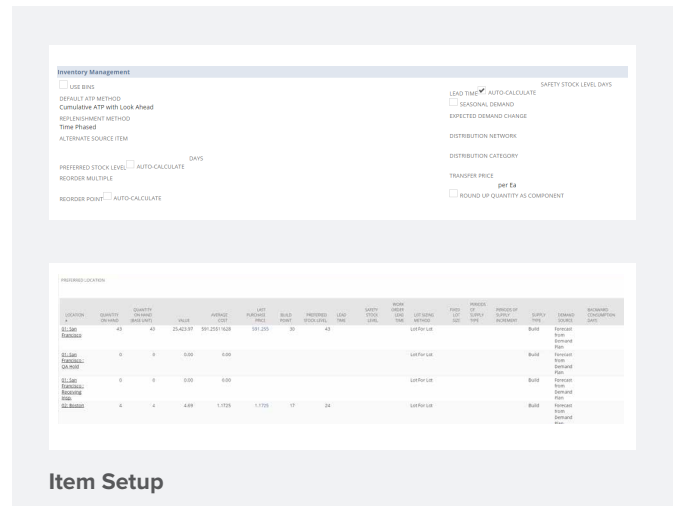 Inventory Management
USE BINS
DEFAULT ATP METHOD
Cumulative ATP with Look Ahead
REPLENISHMENT METHOD
Time Phased
ALTERNATE SOURCE ITEM
DAYS
PREFERRED STOCK LEVEL AUTO-CALCULATE
REORDER MULTIPLE
REORDER POINT AUTO-CALCULATE
SAFETY STOCK LEVEL DAYS
LEAD TIME AUTO-CALCULATE
SEASONAL DEMAND
EXPECTED DEMAND CHANGE
DISTRIBUTION NETWORK
DISTRIBUTION CATEGORY
TRANSFER PRICE
per Ea
ROUND UP QUANTITY AS COMPONENT
PREFERRED LOCATION
LOCATION QUANTITY ON HAND QUANTITY ON HAND (BASE UNIT) VALUE AVERAGE COST LAST PURCHASE PRICE BUILD POINT PREFERRED STOCK LEVEL LEAD TIME SAFETY STOCK LEVEL WORK ORDER LEAD TIME LOT SIZING METHOD FIXED LOT SIZE PERIODS OF SUPPLY TYPE PERIODS OF SUPPLY INCREMENT SUPPLY TYPE DEMAND SOURCE BACKWARD CONSUMPTION DAYS
01: San Francisco 43 43 25,423.97 591.25511628 591.255 30 43 Lot For Lot Build Forecast from Demand Plan
01: San Francisco : QA Hold 0 0 0.00 0.00 Lot For Lot Build Forecast from Demand Plan
01: San Francisco : Receiving Insp. 0 0 0.00 0.00 Lot For Lot Build Forecast from Demand Plan
02: Boston 4 4 4.69 1.1725 1.1725 17 24 Lot For Lot Build Forecast from Demand Plan
Item Setup